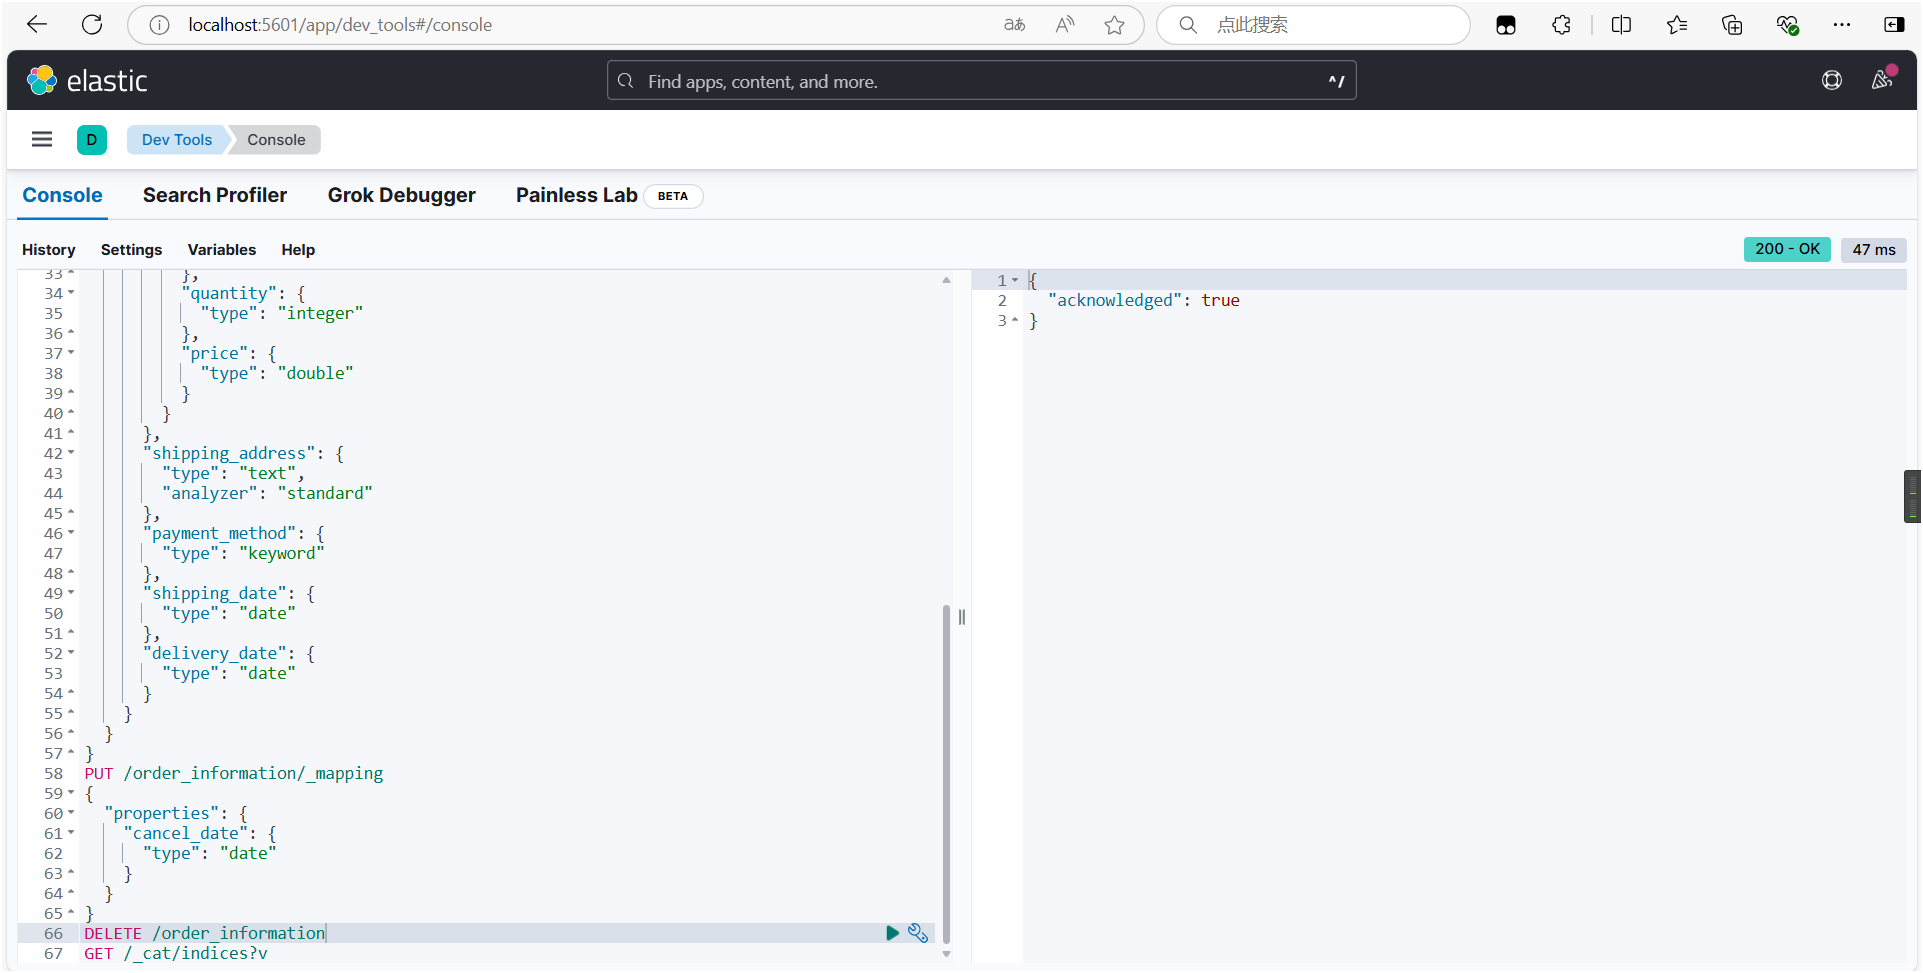 localhost:5601/app/dev_tools#/console
点此搜索
elastic
Find apps, content, and more.
^/
D
Dev Tools
Console
Console
Search Profiler
Grok Debugger
Painless Lab
BETA
History
Settings
Variables
Help
200 - OK
47 ms
33 },
34 "quantity": {
35 "type": "integer"
36 },
37 "price": {
38 "type": "double"
39 }
40 }
41 },
42 "shipping_address": {
43 "type": "text",
44 "analyzer": "standard"
45 },
46 "payment_method": {
47 "type": "keyword"
48 },
49 "shipping_date": {
50 "type": "date"
51 },
52 "delivery_date": {
53 "type": "date"
54 }
55 }
56 }
57 }
58 PUT /order_information/_mapping
59 {
60 "properties": {
61 "cancel_date": {
62 "type": "date"
63 }
64 }
65 }
66 DELETE /order_information
67 GET /_cat/indices?v
1 {
2 "acknowledged": true
3 }